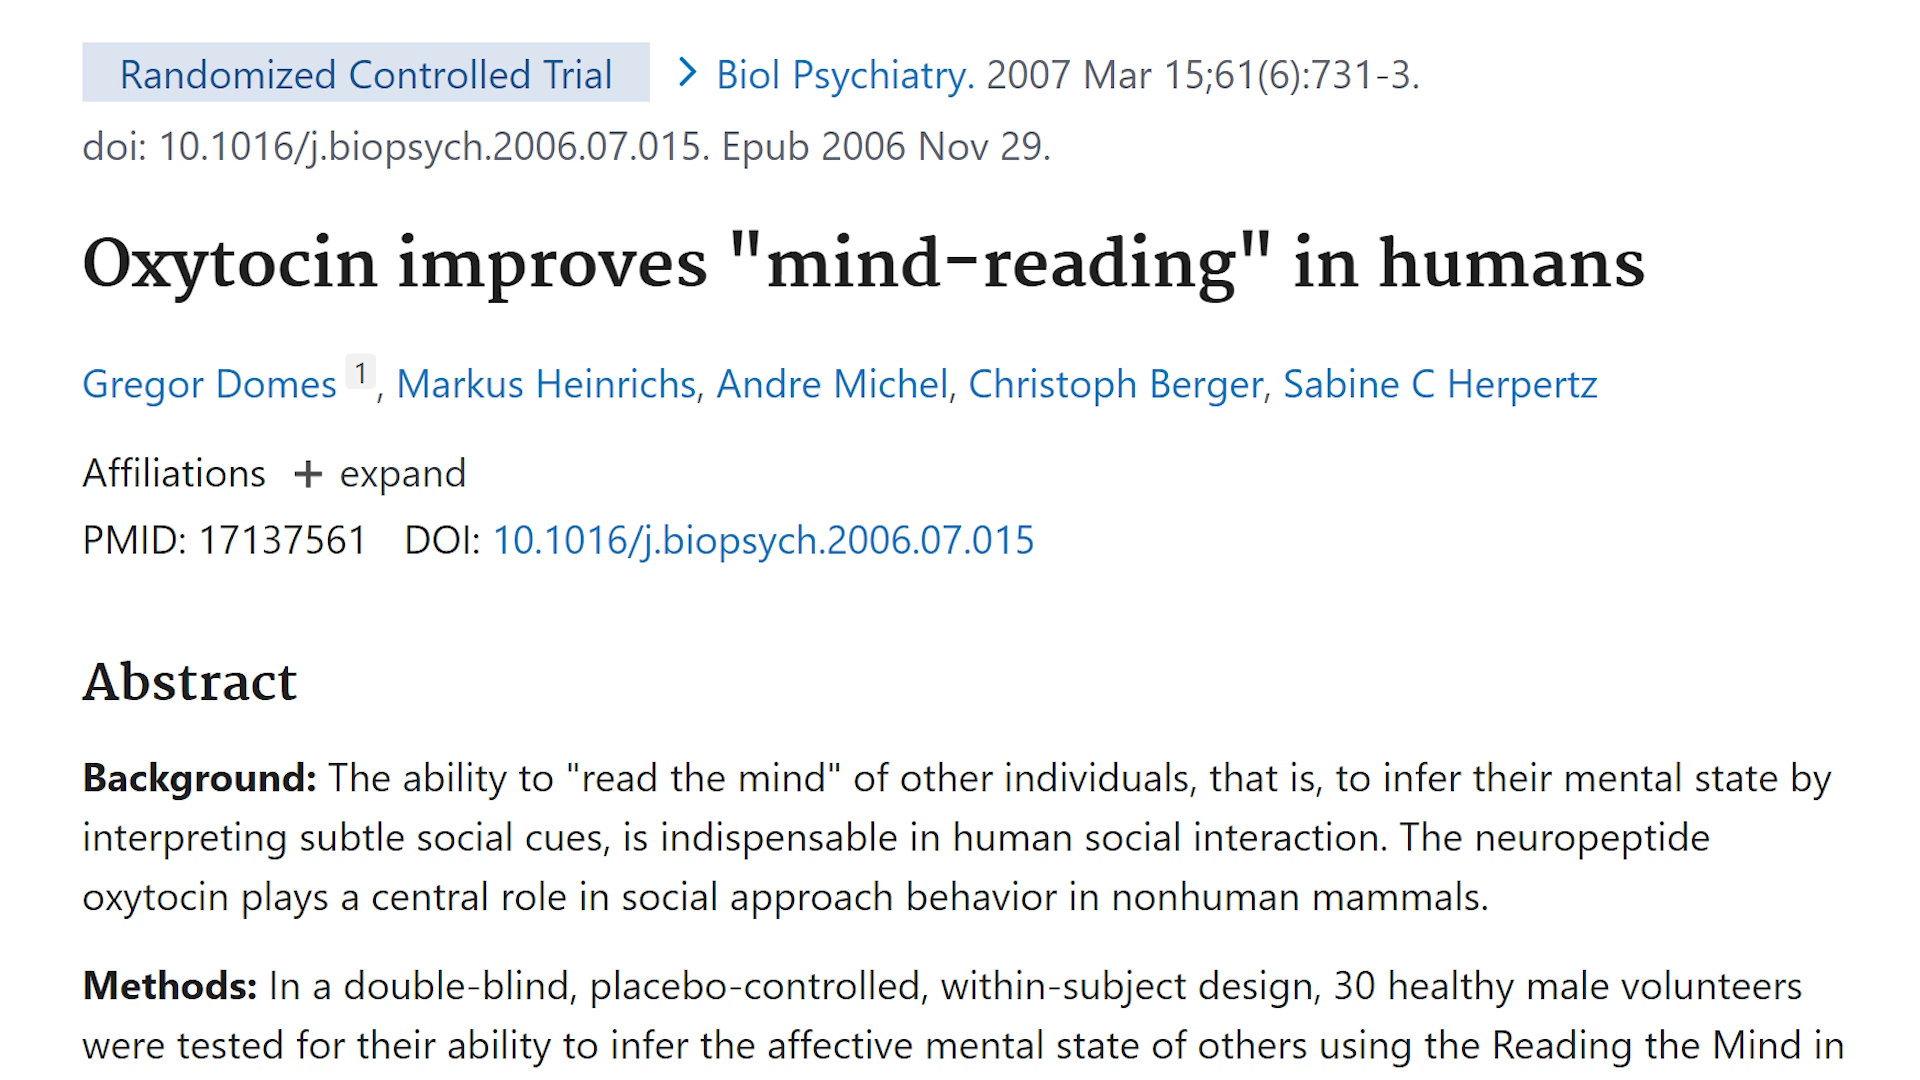 Randomized Controlled Trial > Biol Psychiatry. 2007 Mar 15;61(6):731-3.
doi: 10.1016/j.biopsych.2006.07.015. Epub 2006 Nov 29.
Oxytocin improves "mind-reading" in humans
Gregor Domes 1, Markus Heinrichs, Andre Michel, Christoph Berger, Sabine C Herpertz
Affiliations + expand
PMID: 17137561 DOI: 10.1016/j.biopsych.2006.07.015
Abstract
Background: The ability to "read the mind" of other individuals, that is, to infer their mental state by
interpreting subtle social cues, is indispensable in human social interaction. The neuropeptide
oxytocin plays a central role in social approach behavior in nonhuman mammals.
Methods: In a double-blind, placebo-controlled, within-subject design, 30 healthy male volunteers
were tested for their ability to infer the affective mental state of others using the Reading the Mind in